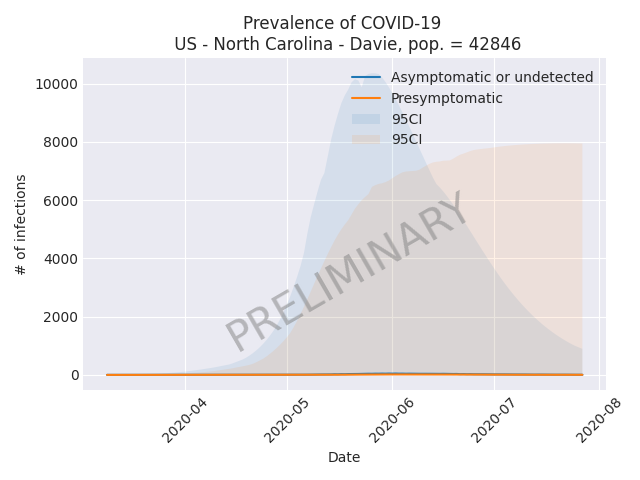 Prevalence of COVID-19
US - North Carolina - Davie, pop. = 42846
Asymptomatic or undetected
Presymptomatic
95CI
95CI
10000
8000
6000
4000
2000
0
# of infections
PRELIMINARY
2020-04
2020-05
2020-06
2020-07
2020-08
Date